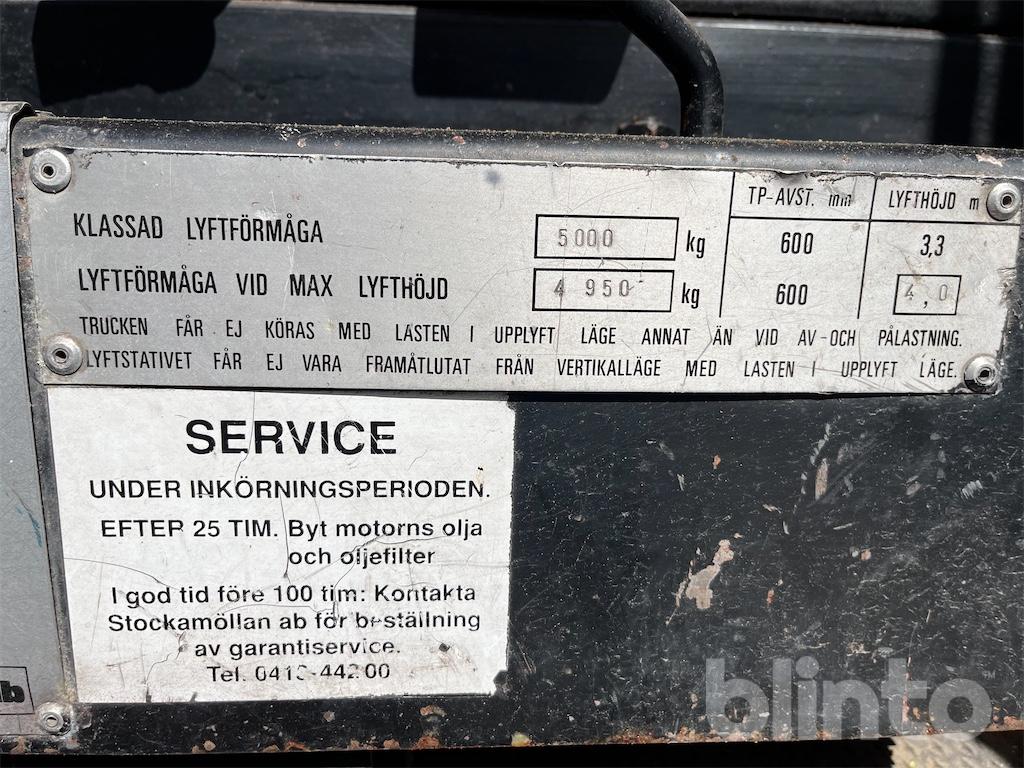 TP-AVST. mm LYFTHÖJD m
KLASSAD LYFTFÖRMÅGA 5000 kg 600 3,3
LYFTFÖRMÅGA VID MAX LYFTHÖJD 4 950 kg 600 4,0
TRUCKEN FÅR EJ KÖRAS MED LASTEN I UPPLYFT LÄGE ANNAT ÄN VID AV-OCH PÅLASTNING.
LYFTSTATIVET FÅR EJ VARA FRAMÅTLUTAT FRÅN VERTIKALLÄGE MED LASTEN I UPPLYFT LÄGE.
SERVICE
UNDER INKÖRNINGSPERIODEN.
EFTER 25 TIM. Byt motorns olja
och oljefilter
I god tid före 100 tim: Kontakta
Stockamöllan ab för beställning
av garantiservice.
Tel.
blinto